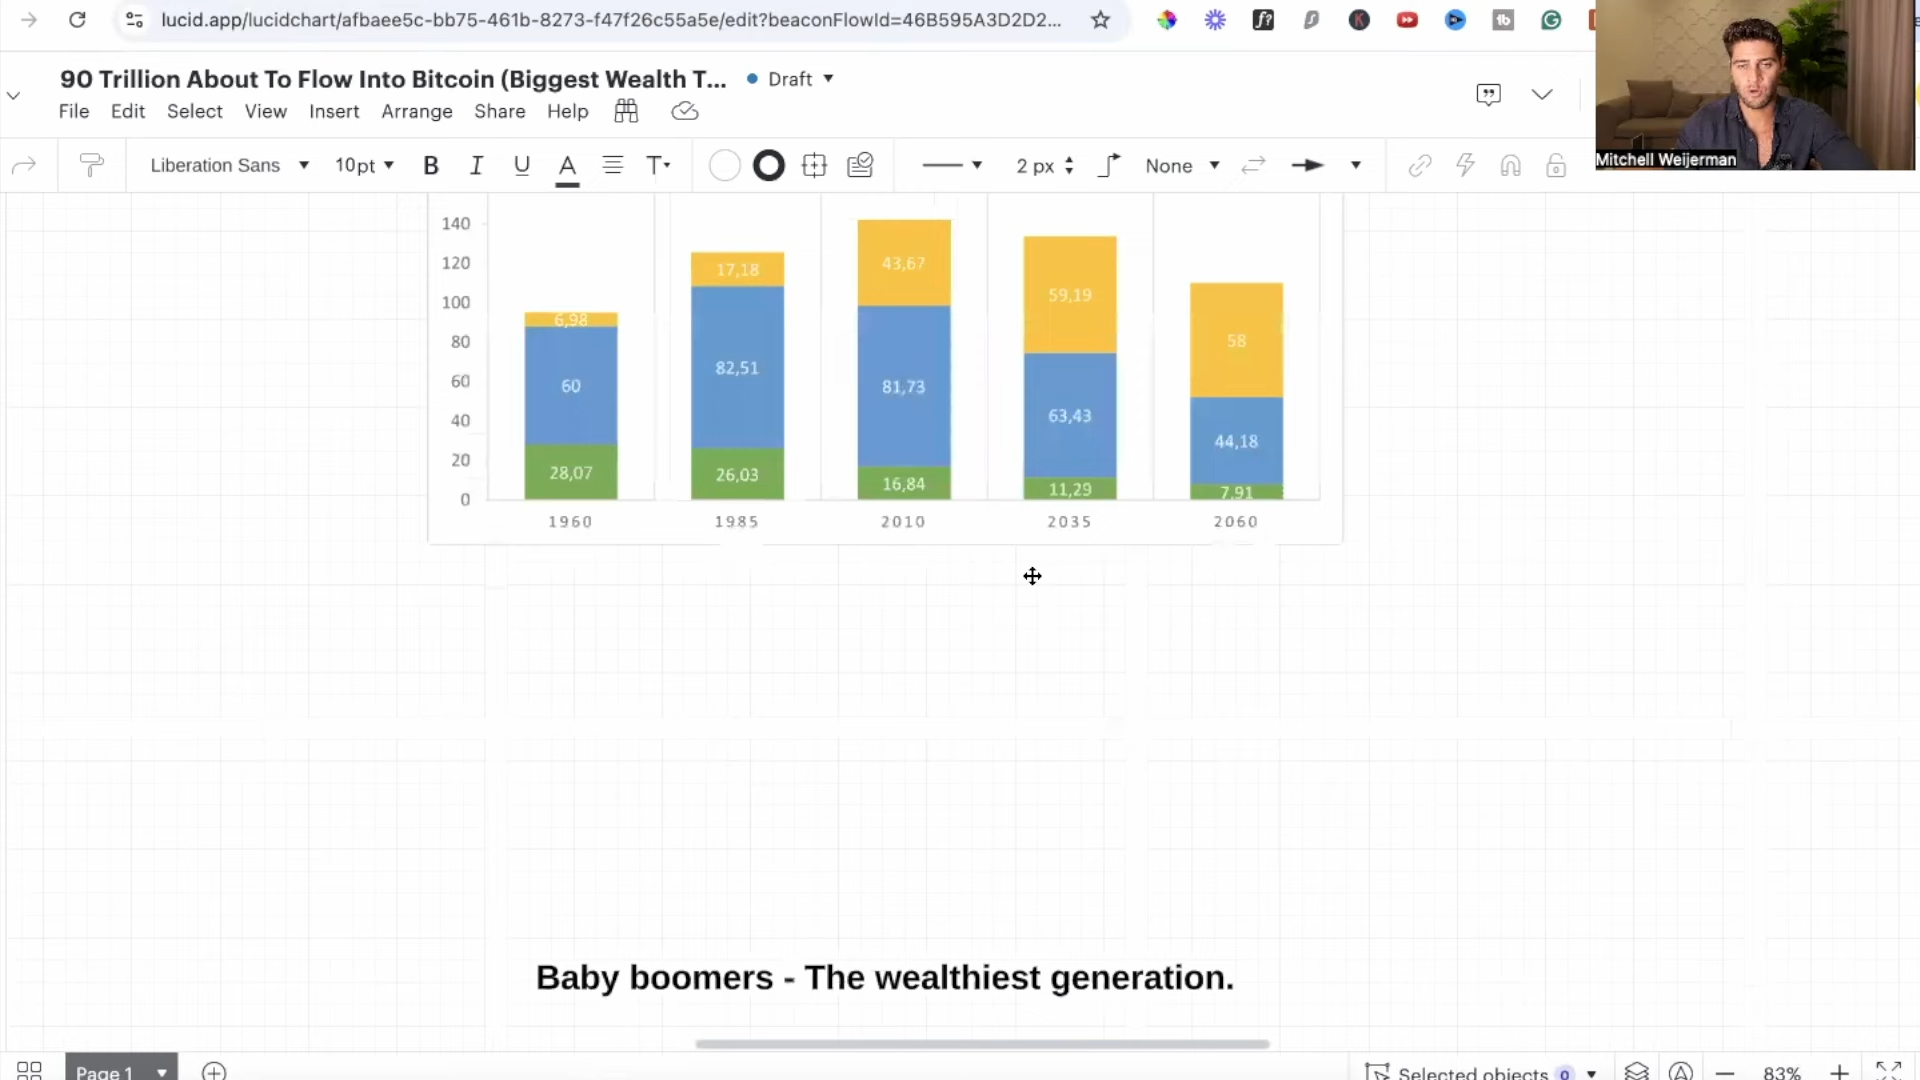 lucid.app/lucidchart/afbaee5c-bb75-461b-8273-f47f26c55a5e/edit?beaconFlowId=46B595A3D2D2...
90 Trillion About To Flow Into Bitcoin (Biggest Wealth T... Draft
File Edit Select View Insert Arrange Share Help
Liberation Sans 10pt B I U A T 2 px None
Mitchell Weijerman
140
120
100
80
60
40
20
0
6,98 17,18 43,67 59,19 58
60 82,51 81,73 63,43 44,18
28,07 26,03 16,84 11,29 7,91
1960 1985 2010 2035 2060
Baby boomers - The wealthiest generation.
Page 1 Selected objects 0 83%